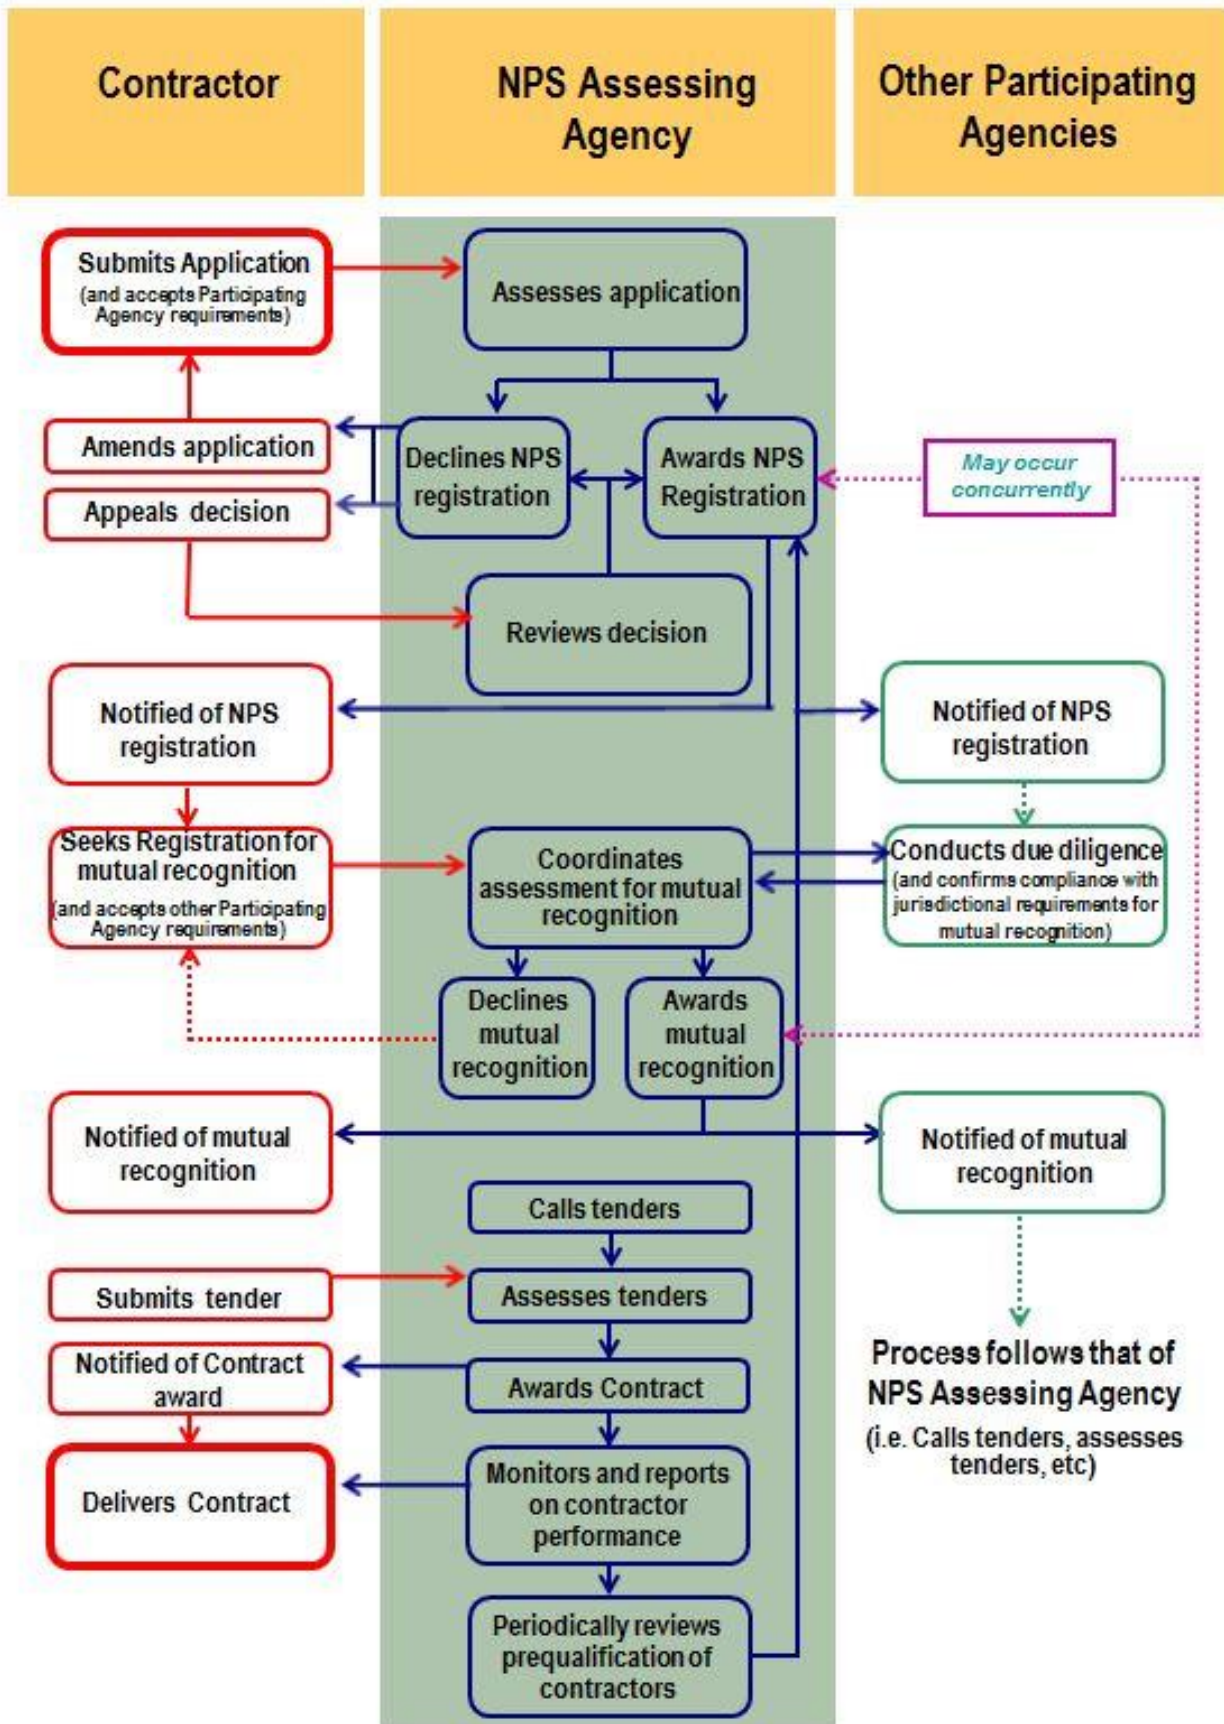 Contractor
NPS Assessing
Agency
Other Participating
Agencies
Submits Application
(and accepts Participating
Agency requirements)
Assesses application
Amends application
Appeals decision
Declines NPS
registration
Awards NPS
Registration
May occur
concurrently
Reviews decision
Notified of NPS
registration
Notified of NPS
registration
Seeks Registration for
mutual recognition
(and accepts other Participating
Agency requirements)
Coordinates
assessment for mutual
recognition
Conducts due diligence
(and confirms compliance with
jurisdictional requirements for
mutual recognition)
Declines
mutual
recognition
Awards
mutual
recognition
Notified of mutual
recognition
Notified of mutual
recognition
Calls tenders
Submits tender
Assesses tenders
Notified of Contract
award
Awards Contract
Process follows that of
NPS Assessing Agency
(i.e. Calls tenders, assesses
tenders, etc)
Delivers Contract
Monitors and reports
on contractor
performance
Periodically reviews
prequalification of
contractors